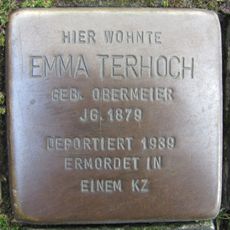 HIER WOHNTE
EMMA TERHOCH
GEB. OBERMEIER
JG. 1879
DEPORTIERT 1939
ERMORDET IN
EINEM KZ